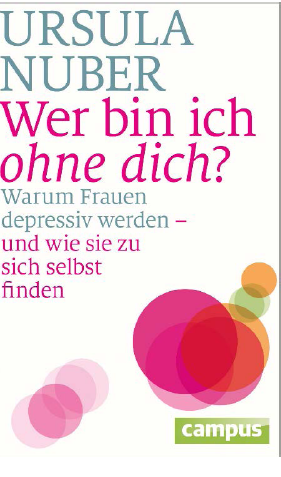 URSULA
NUBER
Wer bin ich
ohne dich?
Warum Frauen
depressiv werden –
und wie sie zu
sich selbst
finden
campus